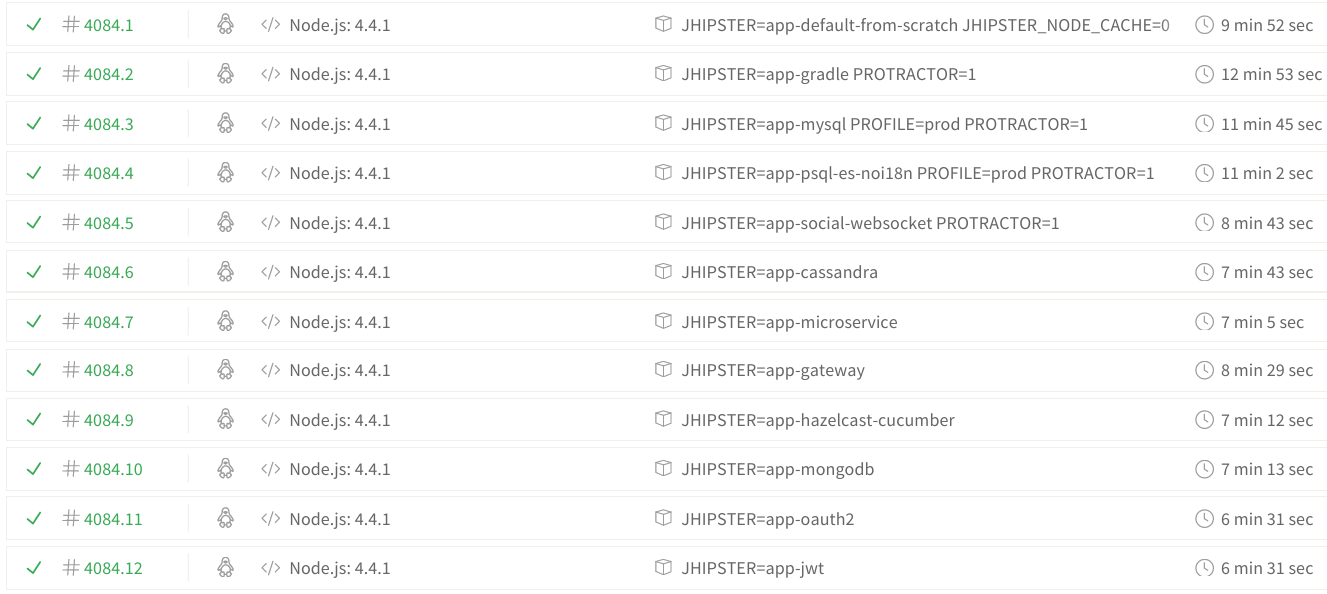 # 4084.1 </> Node.js: 4.4.1 JHIPSTER=app-default-from-scratch JHIPSTER_NODE_CACHE=0 9 min 52 sec
# 4084.2 </> Node.js: 4.4.1 JHIPSTER=app-gradle PROTRACTOR=1 12 min 53 sec
# 4084.3 </> Node.js: 4.4.1 JHIPSTER=app-mysql PROFILE=prod PROTRACTOR=1 11 min 45 sec
# 4084.4 </> Node.js: 4.4.1 JHIPSTER=app-psql-es-noi18n PROFILE=prod PROTRACTOR=1 11 min 2 sec
# 4084.5 </> Node.js: 4.4.1 JHIPSTER=app-social-websocket PROTRACTOR=1 8 min 43 sec
# 4084.6 </> Node.js: 4.4.1 JHIPSTER=app-cassandra 7 min 43 sec
# 4084.7 </> Node.js: 4.4.1 JHIPSTER=app-microservice 7 min 5 sec
# 4084.8 </> Node.js: 4.4.1 JHIPSTER=app-gateway 8 min 29 sec
# 4084.9 </> Node.js: 4.4.1 JHIPSTER=app-hazelcast-cucumber 7 min 12 sec
# 4084.10 </> Node.js: 4.4.1 JHIPSTER=app-mongodb 7 min 13 sec
# 4084.11 </> Node.js: 4.4.1 JHIPSTER=app-oauth2 6 min 31 sec
# 4084.12 </> Node.js: 4.4.1 JHIPSTER=app-jwt 6 min 31 sec